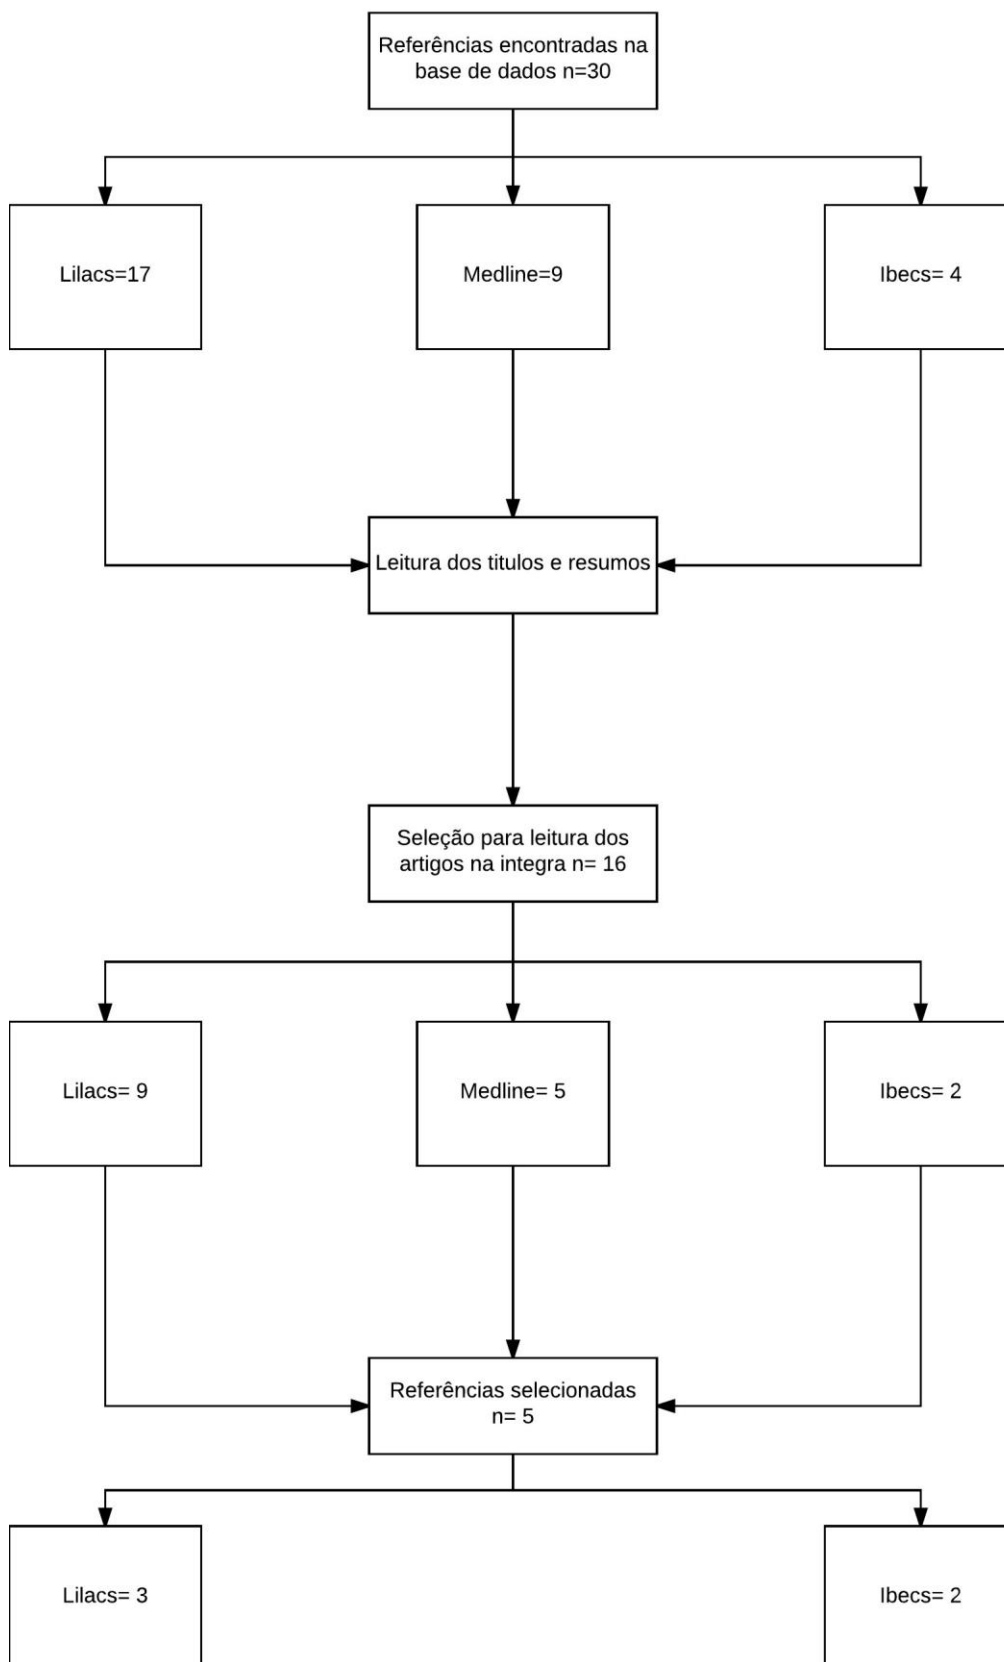 Referências encontradas na
base de dados n=30
Lilacs=17
Medline=9
Ibecs= 4
Leitura dos titulos e resumos
Seleção para leitura dos
artigos na integra n= 16
Lilacs= 9
Medline= 5
Ibecs= 2
Referências selecionadas
n= 5
Lilacs= 3
Ibecs= 2